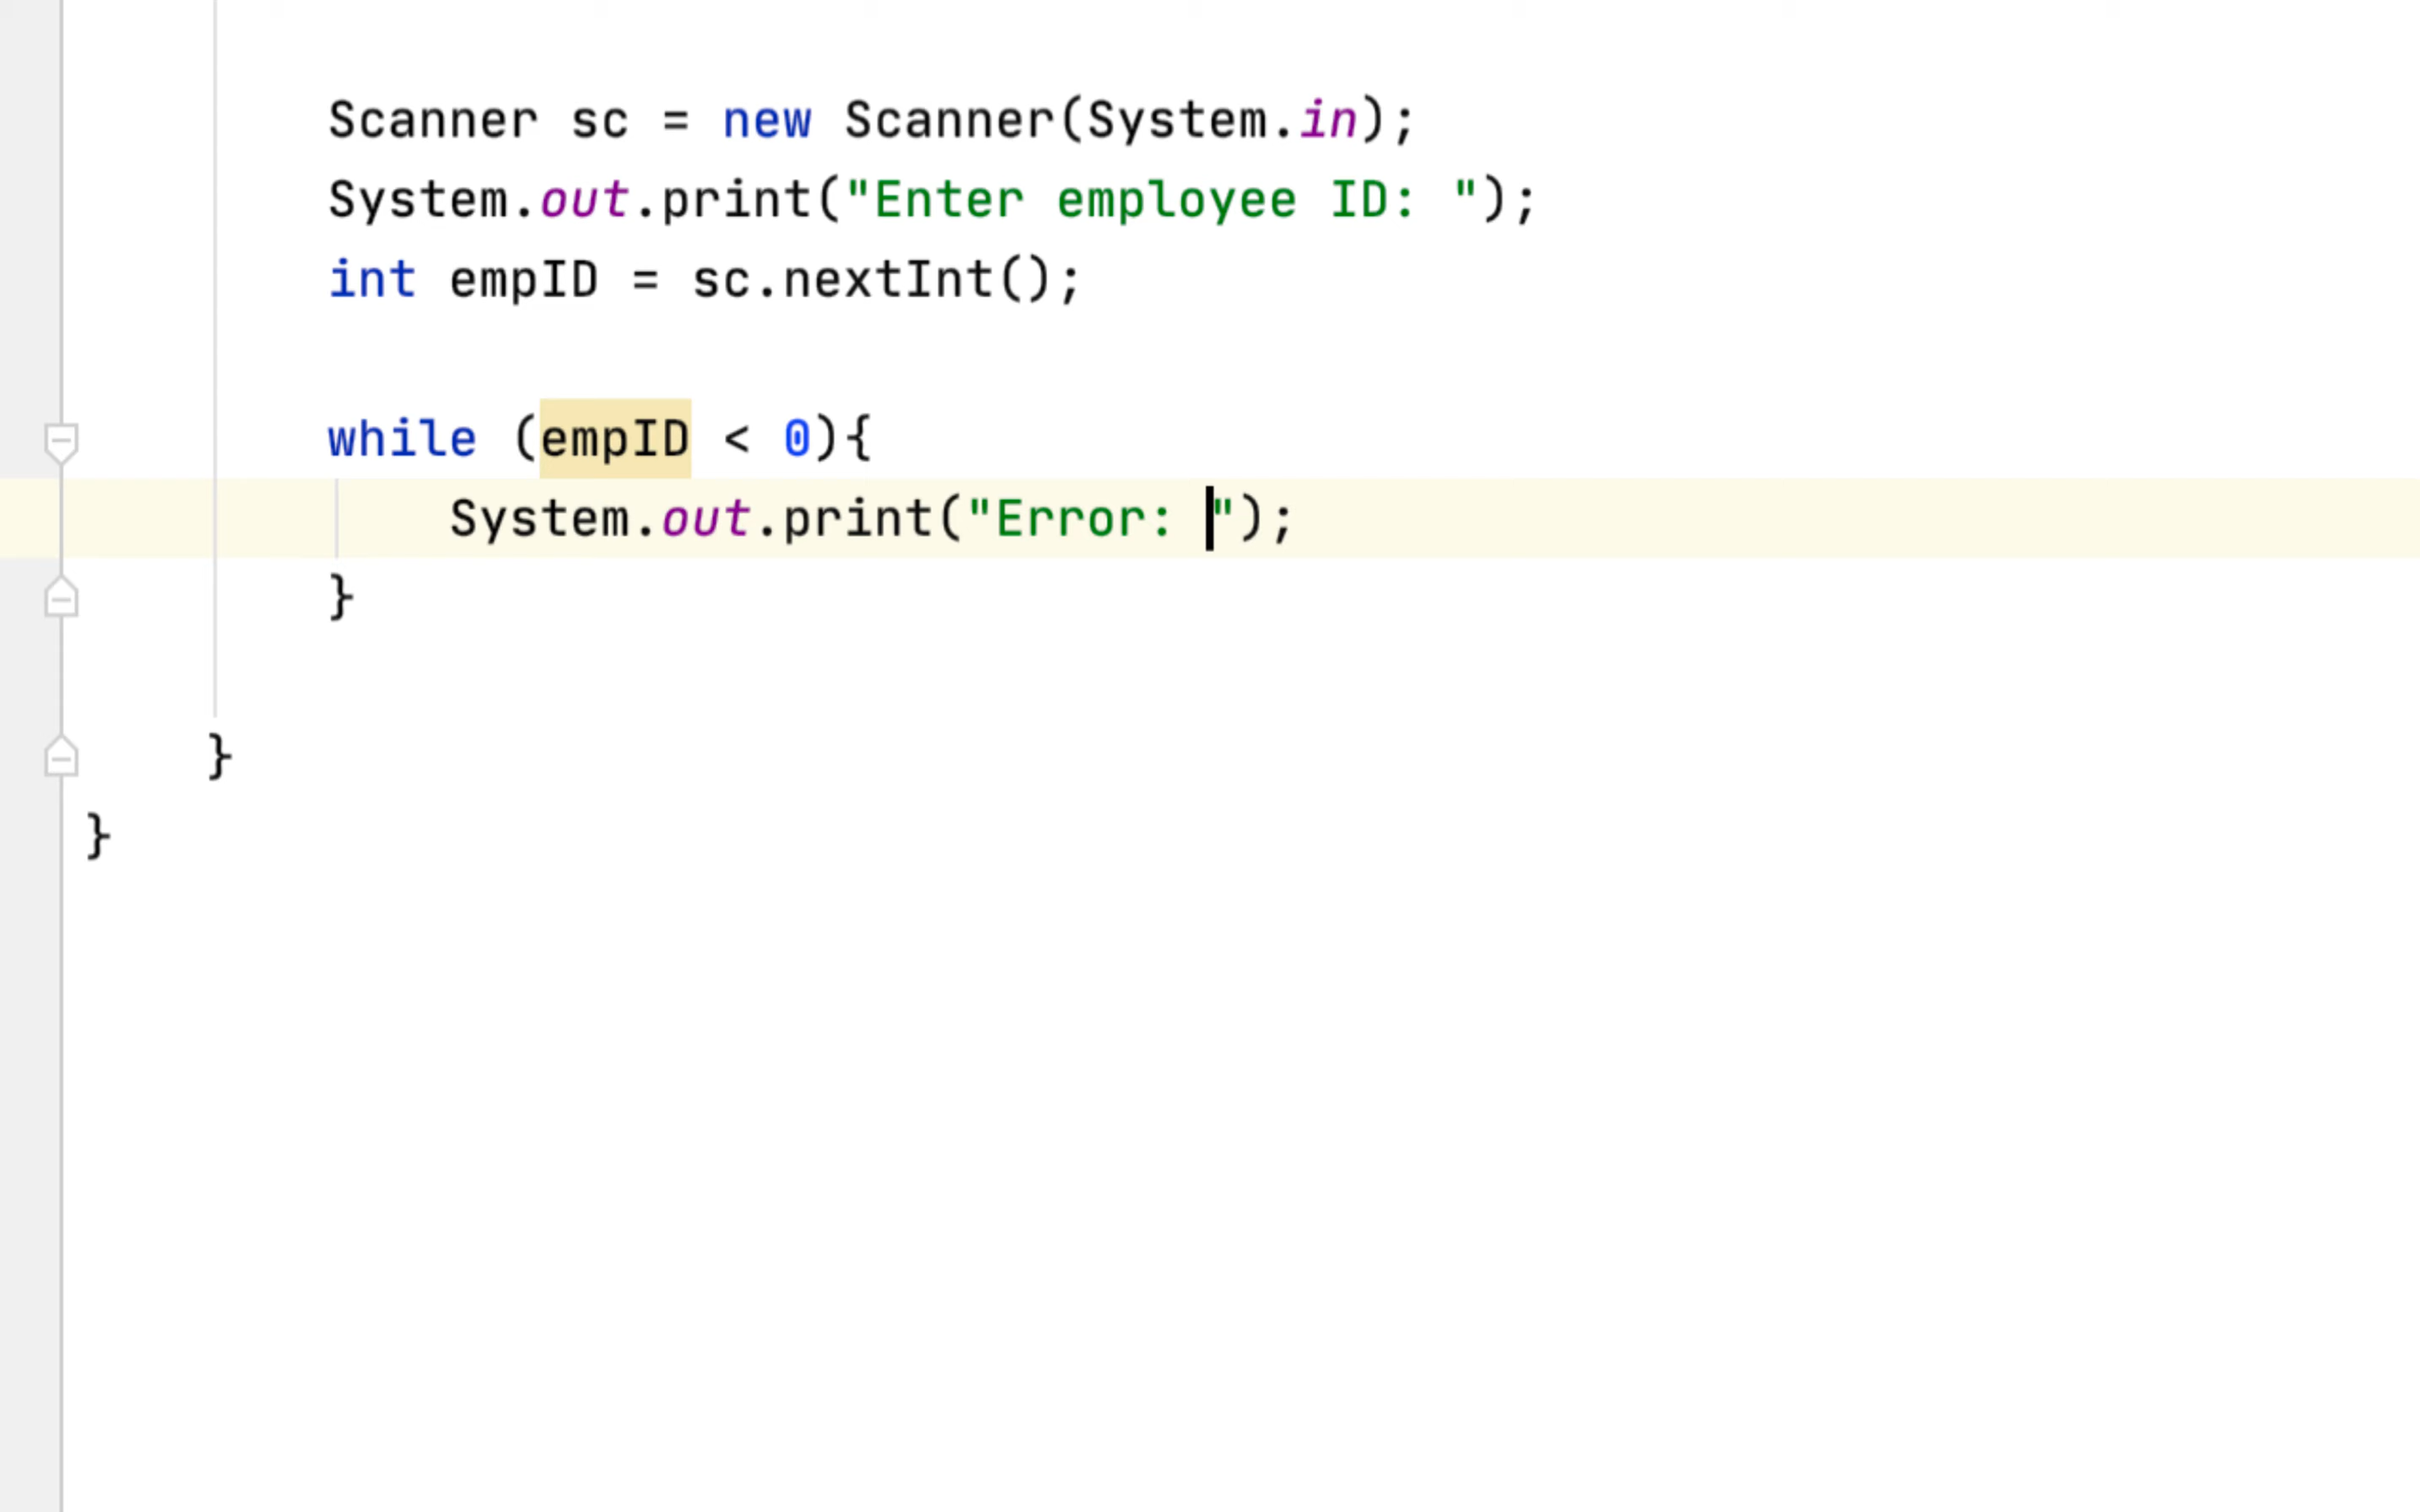 Scanner sc = new Scanner(System.in);
System.out.print("Enter employee ID: ");
int empID = sc.nextInt();
while (empID < 0){
System.out.print("Error: ");
}
}
}